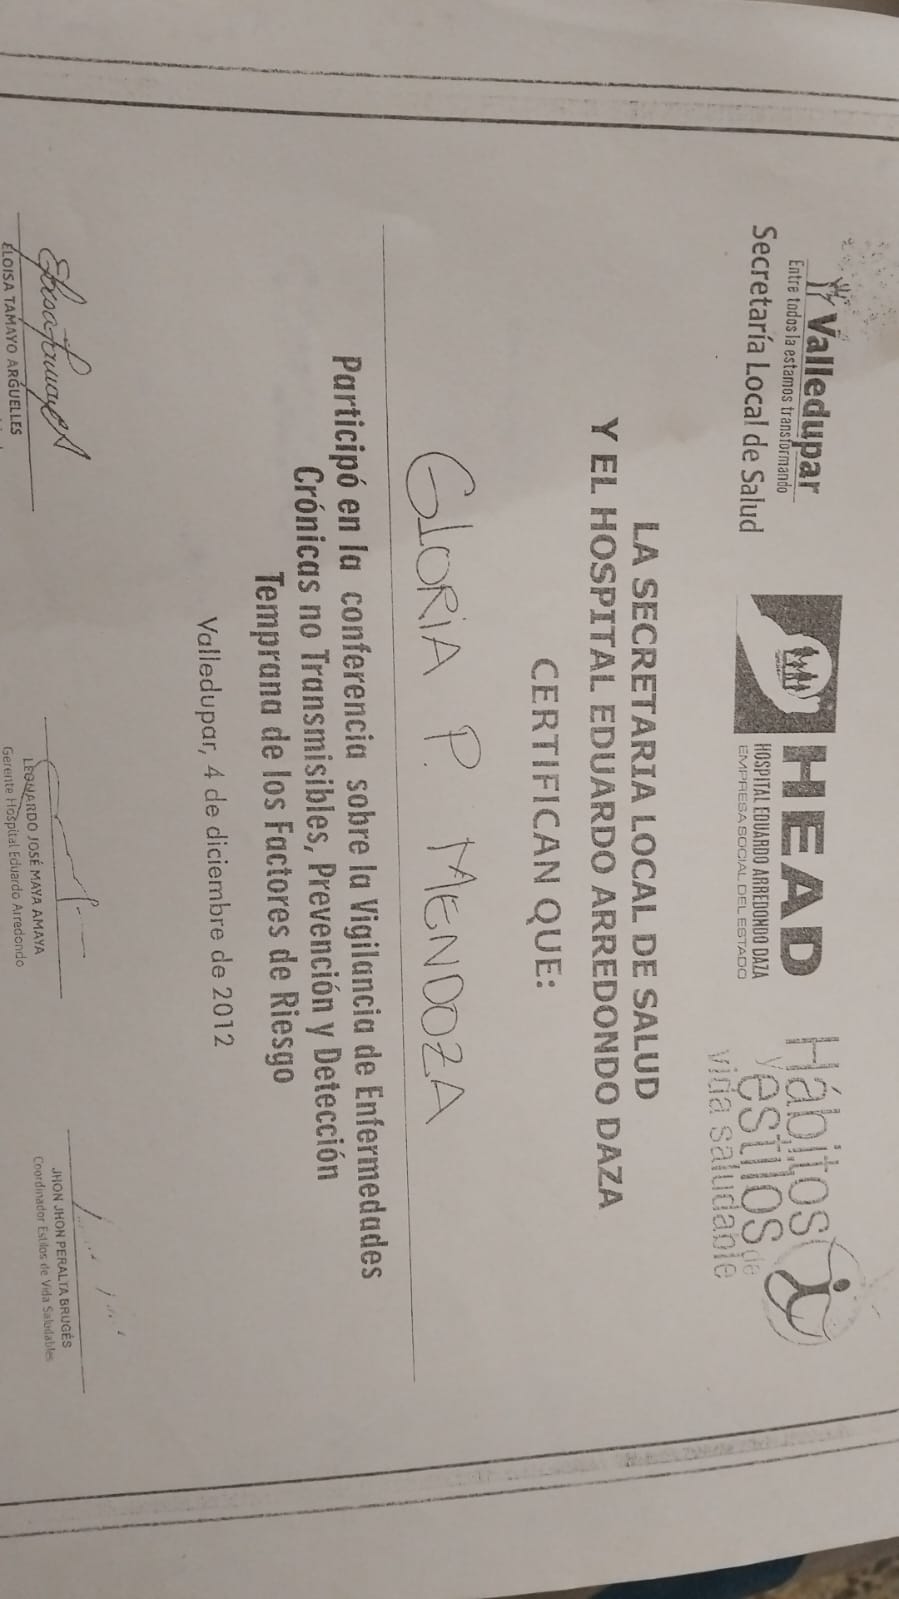 Valledupar
Entre todos la estamos transformando
Secretaría Local de Salud
HEAD
HOSPITAL EDUARDO ARREDONDO DAZA
EMPRESA SOCIAL DEL ESTADO
Hábitos
y estilos de
vida saludable
LA SECRETARIA LOCAL DE SALUD
Y EL HOSPITAL EDUARDO ARREDONDO DAZA
CERTIFICAN QUE:
GLORIA P. MENDOZA
Participó en la conferencia sobre la Vigilancia de Enfermedades
Crónicas no Transmisibles, Prevención y Detección
Temprana de los Factores de Riesgo
Valledupar, 4 de diciembre de 2012
Eloisa Tamayo A
ELOISA TAMAYO ARGUELLES
LEONARDO JOSÉ MAYA AMAYA
Gerente Hospital Eduardo Arredondo
JHON JHON PERALTA BRUGÉS
Coordinador Estilos de Vida Saludables